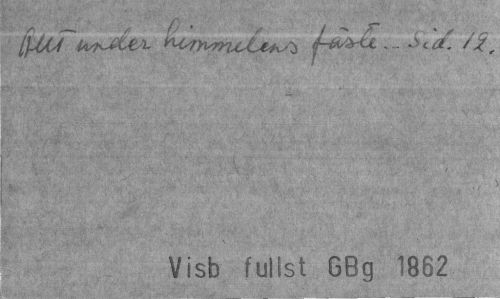 Allt under himmelens fäste... Sid. 12.
Visb fullst GBg 1862